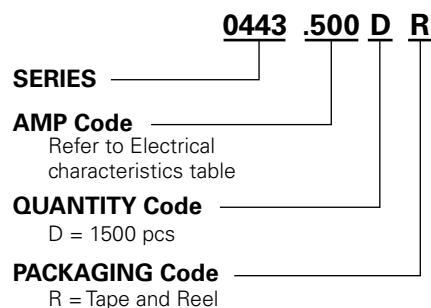 0443 .500 D R
SERIES
AMP Code
Refer to Electrical
characteristics table
QUANTITY Code
D = 1500 pcs
PACKAGING Code
R = Tape and Reel